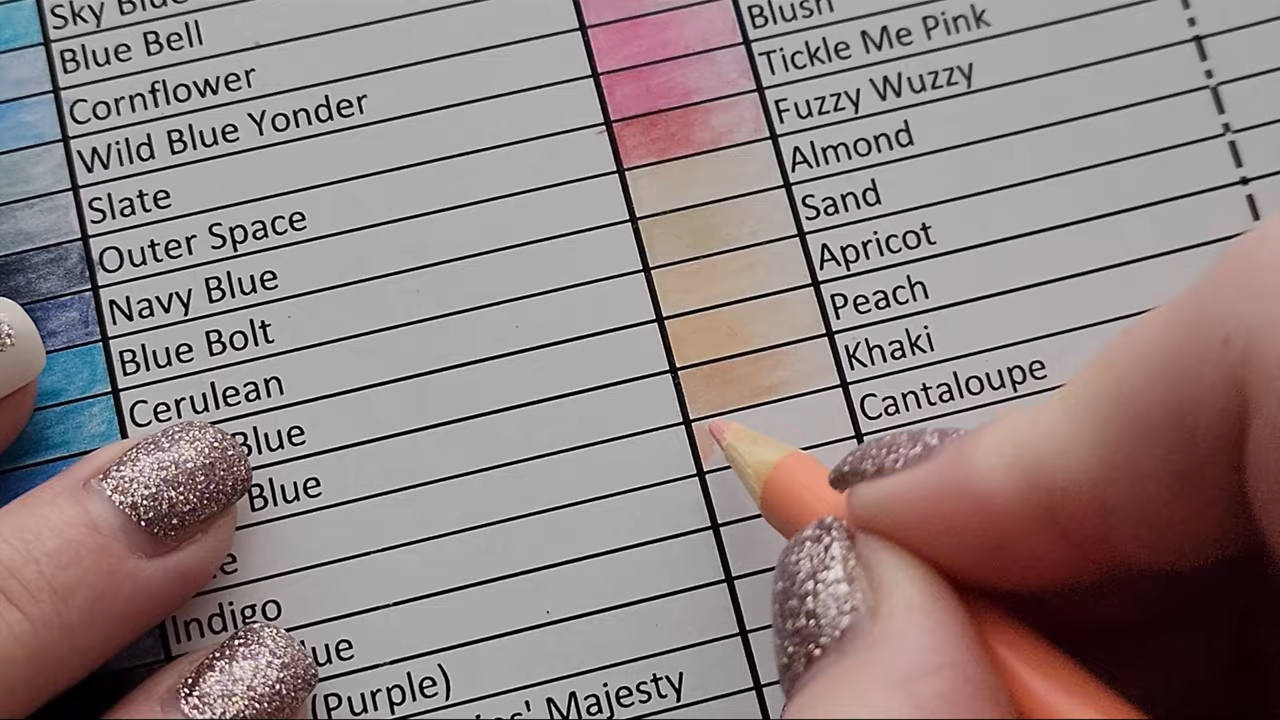 Sky Blue
Blue Bell
Cornflower
Wild Blue Yonder
Slate
Outer Space
Navy Blue
Blue Bolt
Cerulean
Blue
Blue
Indigo
(Purple)
Majesty
Blush
Tickle Me Pink
Fuzzy Wuzzy
Almond
Sand
Apricot
Peach
Khaki
Cantaloupe